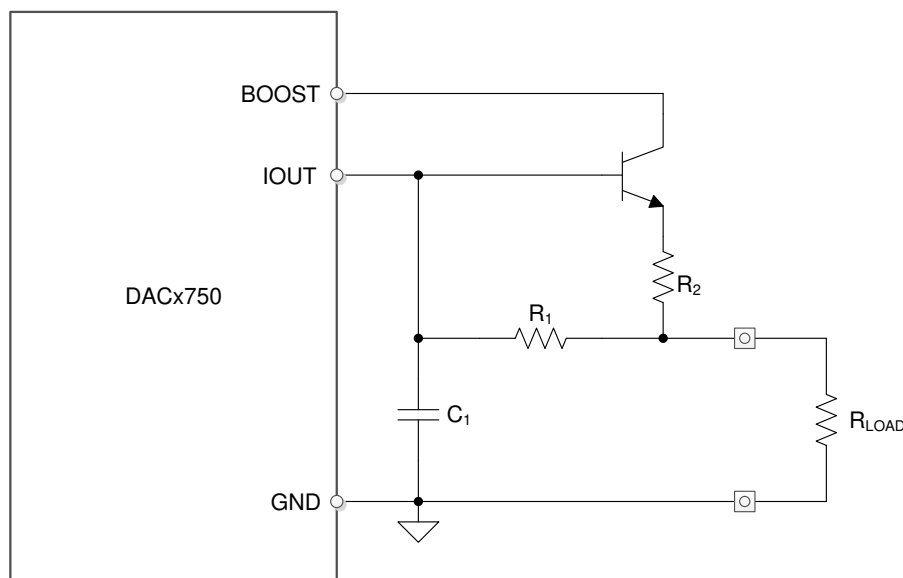 BOOST
IOUT
DACx750
R2
R1
C1
RLOAD
GND